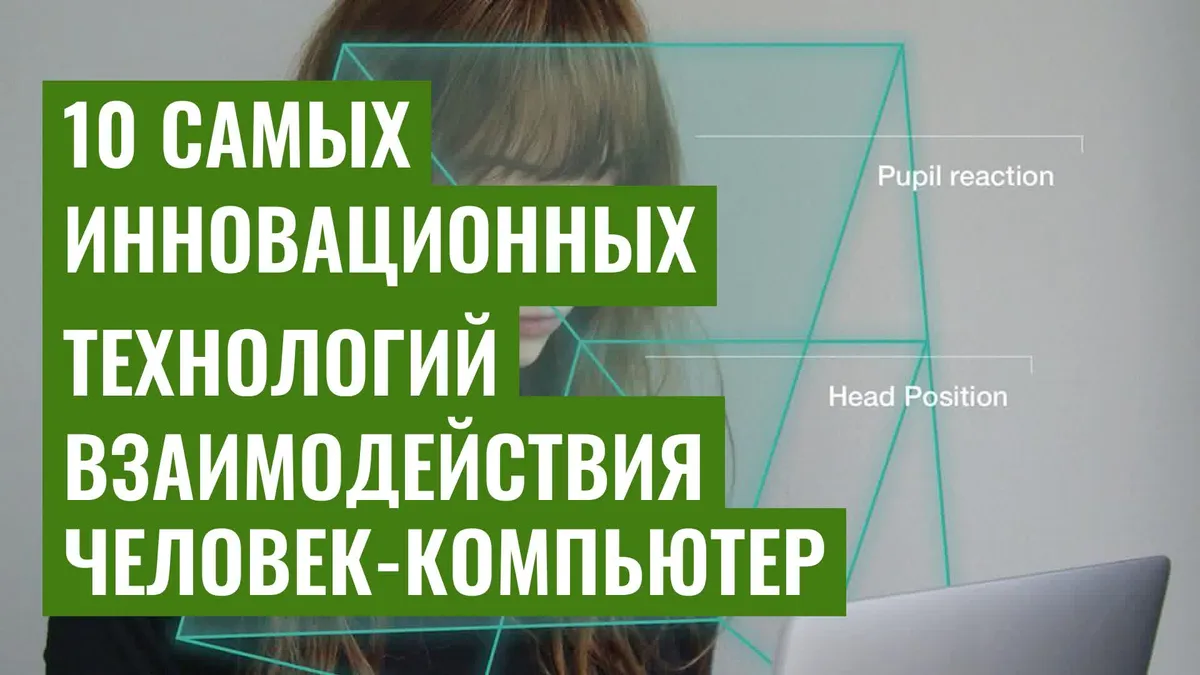 10 САМЫХ
ИННОВАЦИОННЫХ
ТЕХНОЛОГИЙ
ВЗАИМОДЕЙСТВИЯ
ЧЕЛОВЕК-КОМПЬЮТЕР
Pupil reaction
Head Position